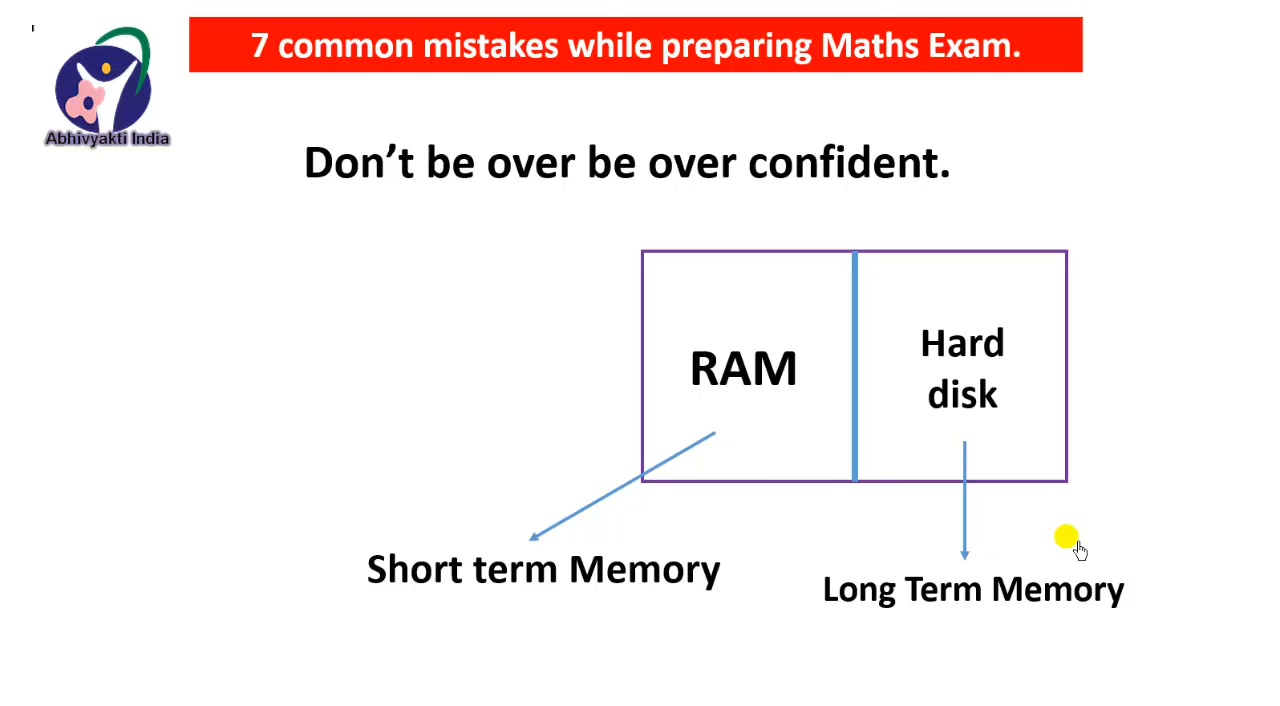 7 common mistakes while preparing Maths Exam.
Abhivyakti India
Don't be over be over confident.
RAM
Hard
disk
Short term Memory
Long Term Memory